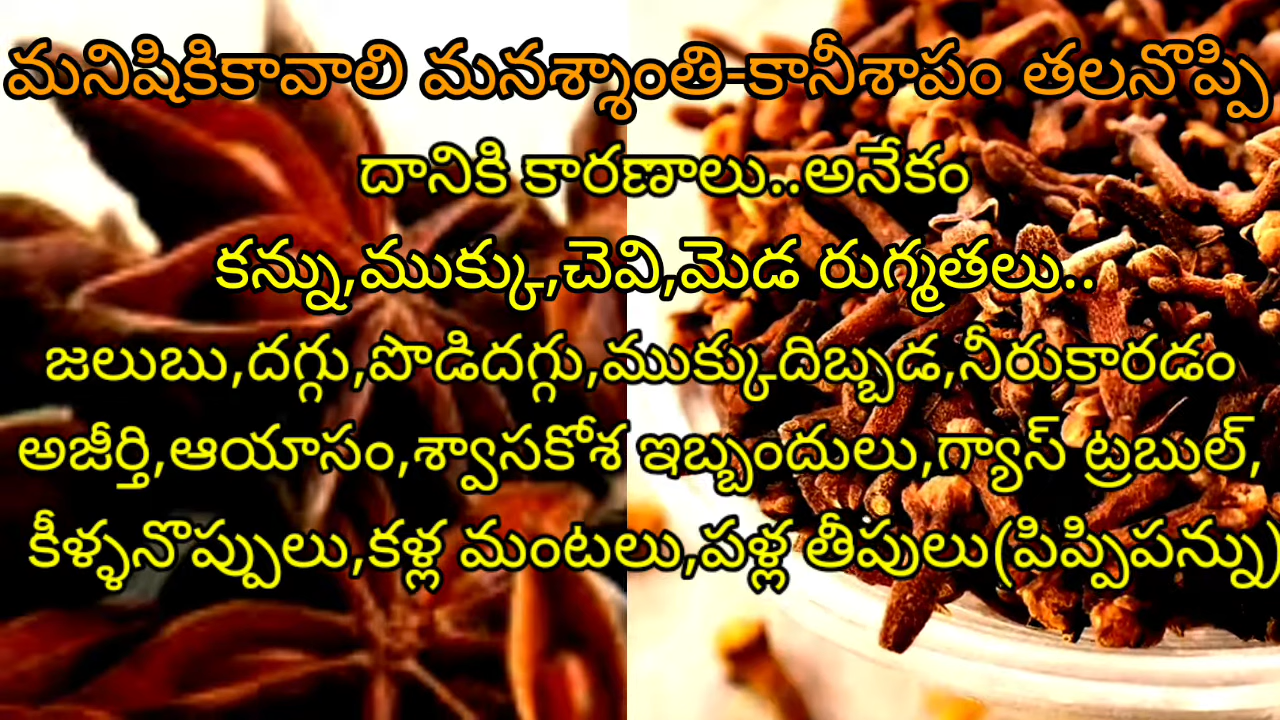 మనిషికికావాలి మనశ్శాంతి-కానీశాపం తలనొప్పి
దానికి కారణాలు..అనేకం
కన్ను,ముక్కు,చెవి,మెడ రుగ్మతలు..
జలుబు,దగ్గు,పొడిదగ్గు,ముక్కుదిబ్బడ,నీరుకారడం
అజీర్తి,ఆయాసం,శ్వాసకోశ ఇబ్బందులు,గ్యాస్ ట్రబుల్,
కీళ్ళనొప్పులు,కళ్ల మంటలు,పళ్ల తీపులు(పిప్పిపన్ను)